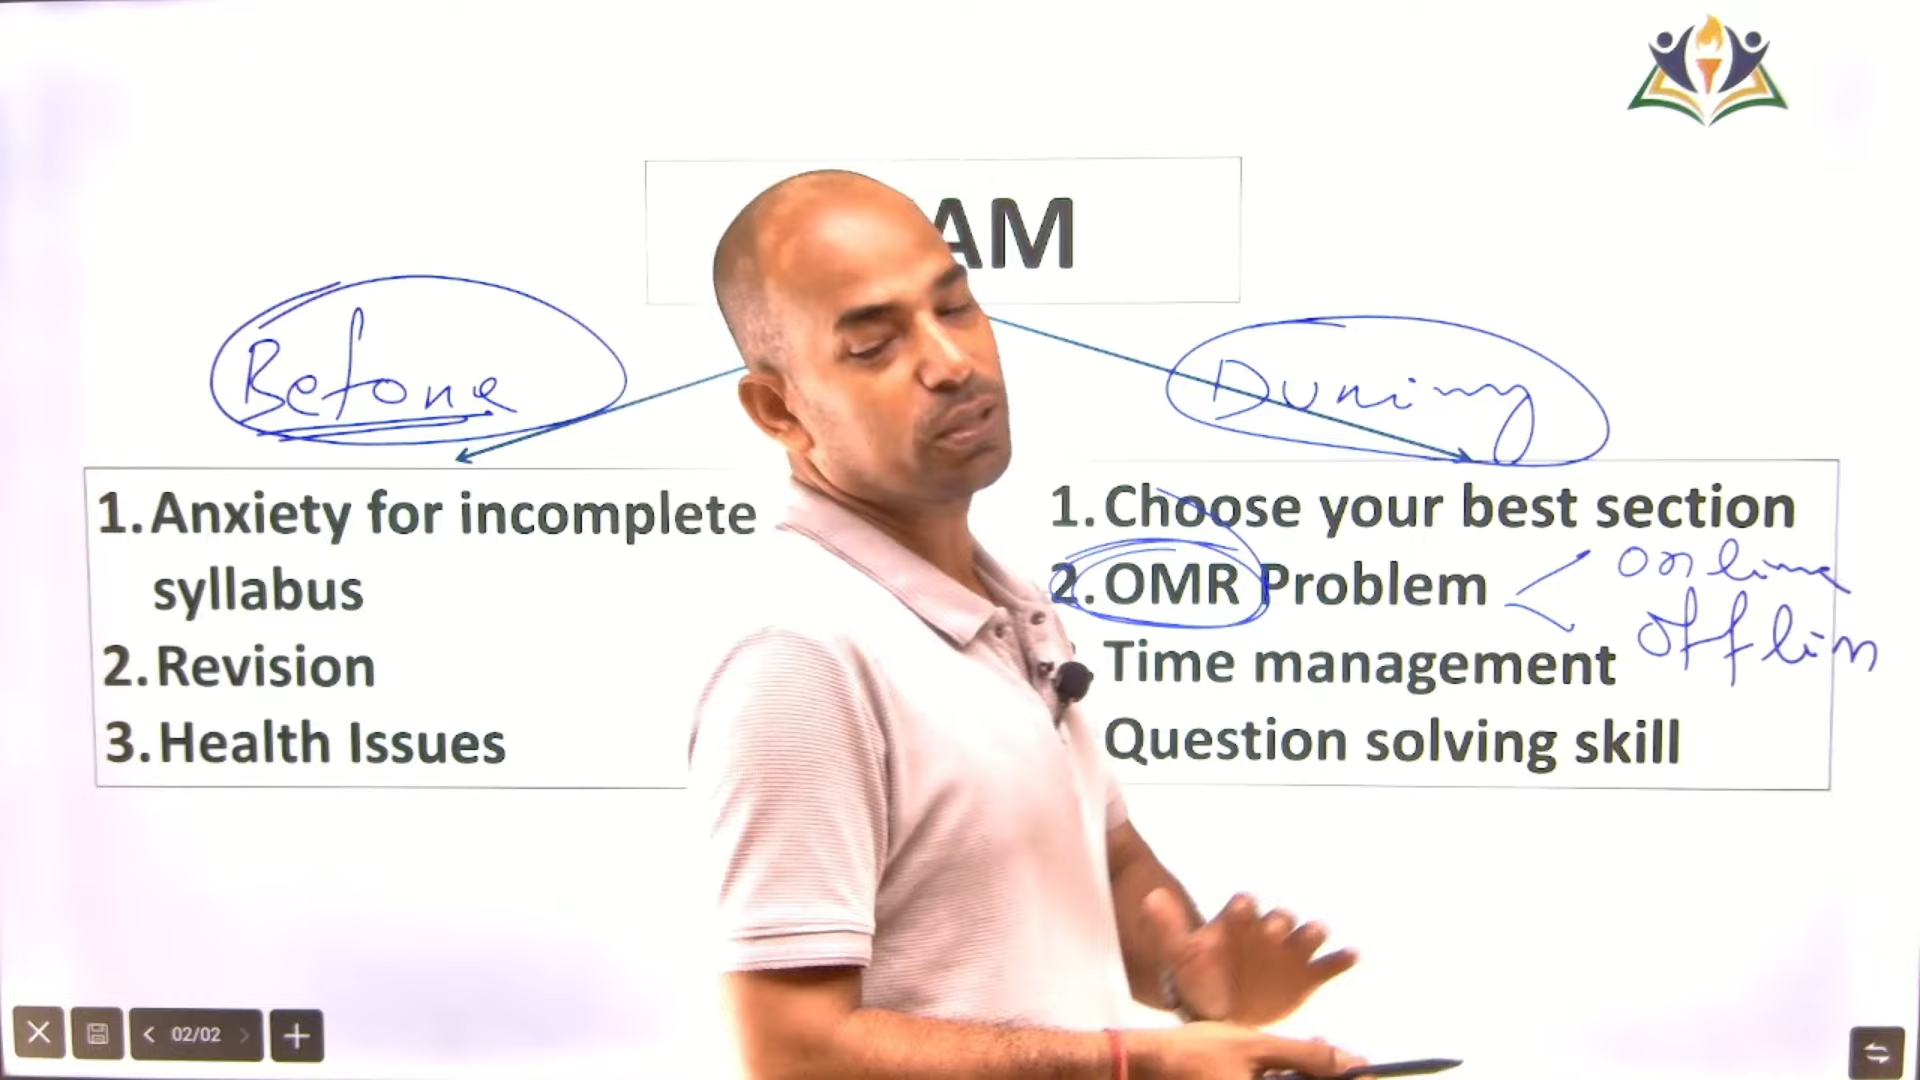 AM
Before
During
1. Anxiety for incomplete
syllabus
2. Revision
3. Health Issues
1. Choose your best section
2. OMR Problem
online
offlin
Time management
Question solving skill
02/02